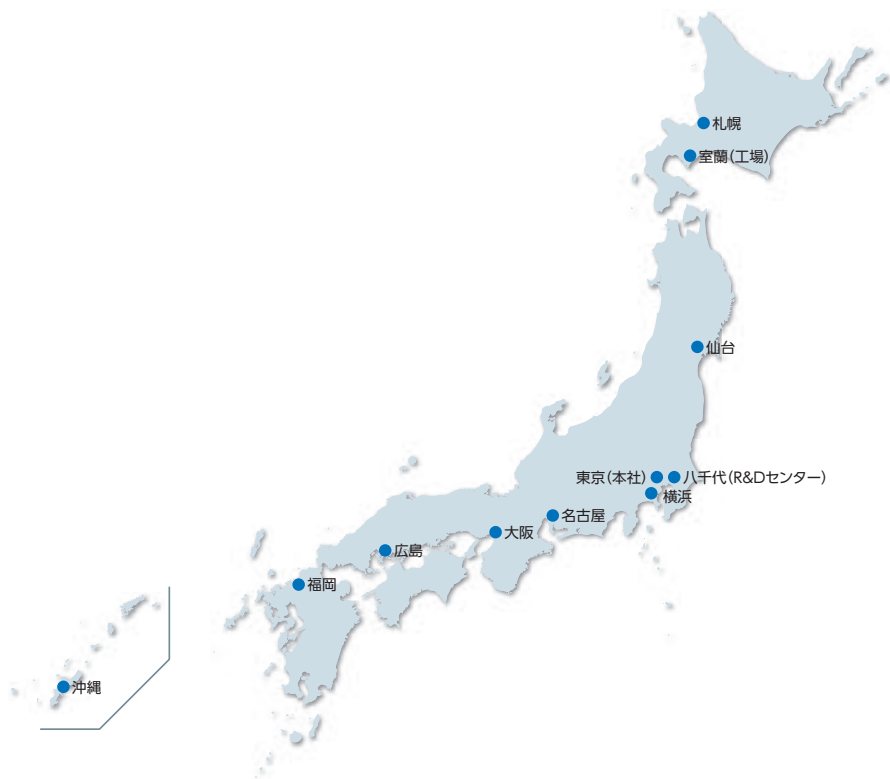 札幌
室蘭(工場)
仙台
東京(本社)
八千代(R&Dセンター)
横浜
名古屋
大阪
広島
福岡
沖縄